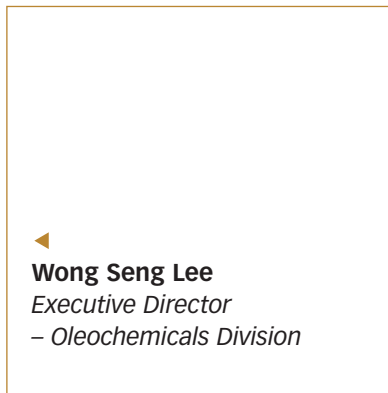 Wong Seng Lee
Executive Director
– Oleochemicals Division